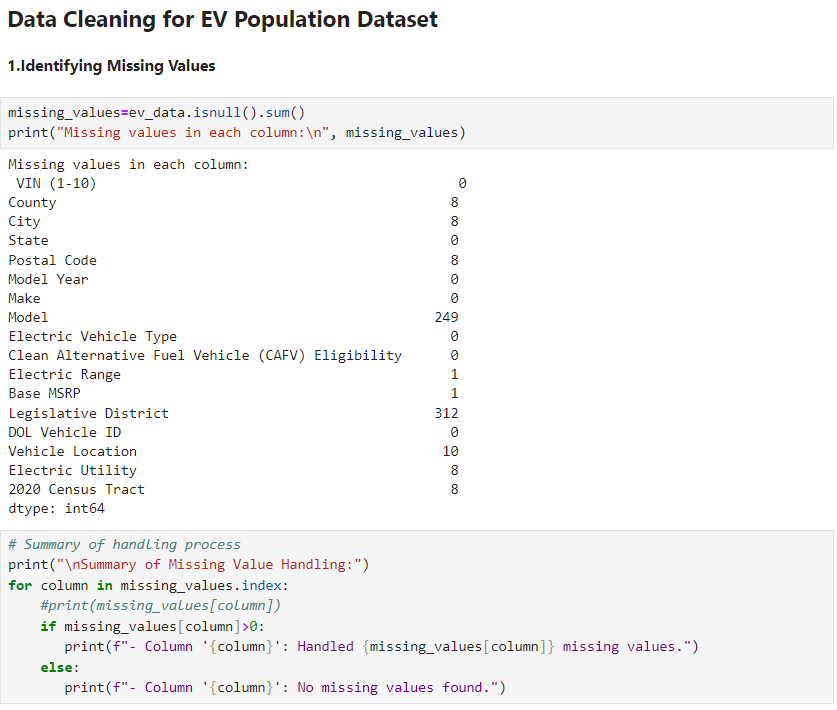 Data Cleaning for EV Population Dataset
1.Identifying Missing Values
missing_values=ev_data.isnull().sum()
print("Missing values in each column:\n", missing_values)
Missing values in each column:
 VIN (1-10)                                             0
County                                                 8
City                                                   8
State                                                  0
Postal Code                                            8
Model Year                                             0
Make                                                   0
Model                                                249
Electric Vehicle Type                                  0
Clean Alternative Fuel Vehicle (CAFV) Eligibility      0
Electric Range                                         1
Base MSRP                                              1
Legislative District                                 312
DOL Vehicle ID                                         0
Vehicle Location                                      10
Electric Utility                                       8
2020 Census Tract                                      8
dtype: int64
# Summary of handling process
print("\nSummary of Missing Value Handling:")
for column in missing_values.index:
    #print(missing_values[column])
    if missing_values[column]>0:
       print(f"- Column '{column}': Handled {missing_values[column]} missing values.")
    else:
       print(f"- Column '{column}': No missing values found.")